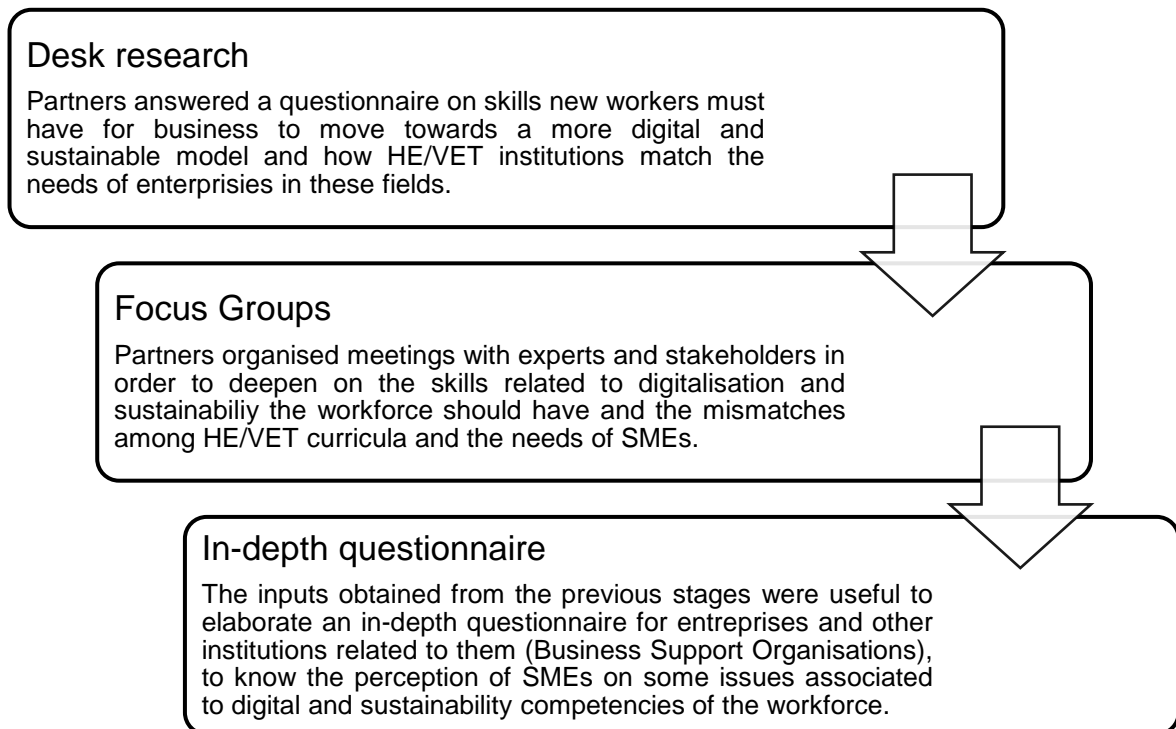 Desk research
Partners answered a questionnaire on skills new workers must
have for business to move towards a more digital and
sustainable model and how HE/VET institutions match the
needs of enterprisies in these fields.
Focus Groups
Partners organised meetings with experts and stakeholders in
order to deepen on the skills related to digitalisation and
sustainabiliy the workforce should have and the mismatches
among HE/VET curricula and the needs of SMEs.
In-depth questionnaire
The inputs obtained from the previous stages were useful to
elaborate an in-depth questionnaire for entreprises and other
institutions related to them (Business Support Organisations),
to know the perception of SMEs on some issues associated
to digital and sustainability competencies of the workforce.